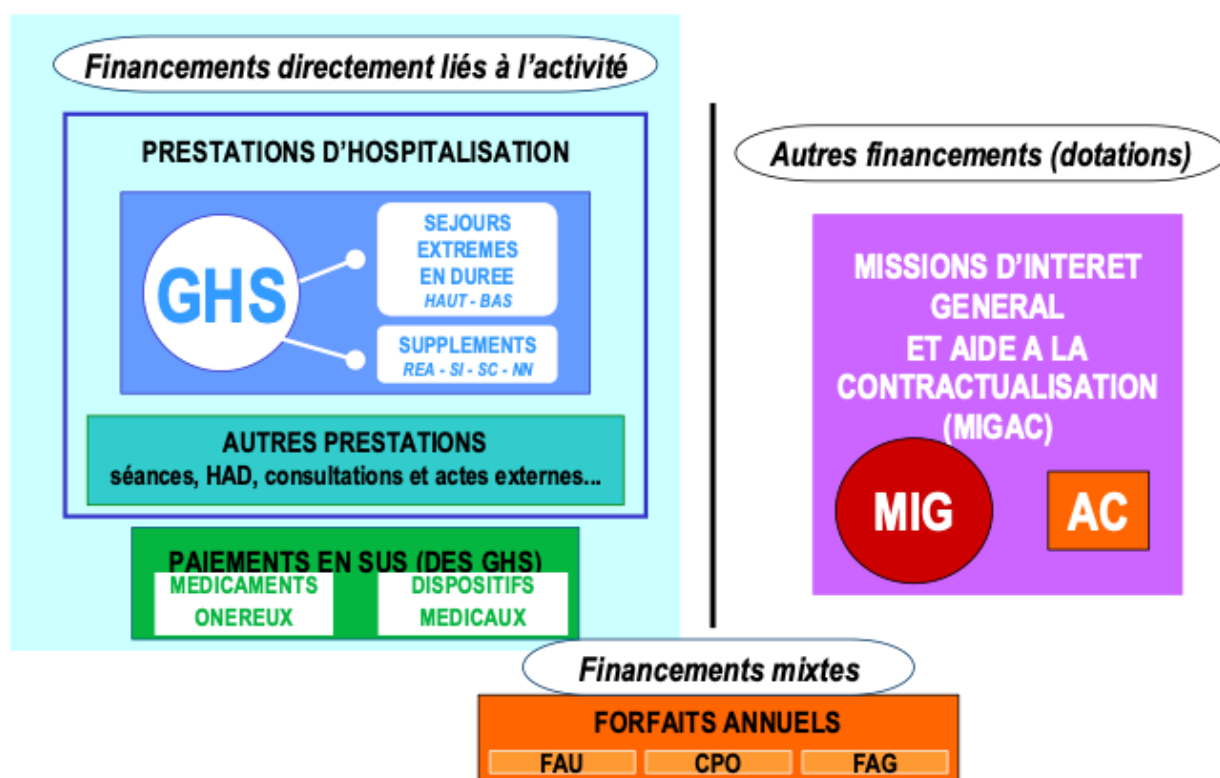 Financements directement liés à l'activité
PRESTATIONS D'HOSPITALISATION
GHS
SEJOURS
EXTREMES
EN DUREE
HAUT - BAS
SUPPLEMENTS
REA - SI - SC - NN
AUTRES PRESTATIONS
séances, HAD, consultations et actes externes...
PAIEMENTS EN SUS (DES GHS)
MEDICAMENTS
ONEREUX
DISPOSITIFS
MEDICAUX
Autres financements (dotations)
MISSIONS D'INTERET
GENERAL
ET AIDE A LA
CONTRACTUALISATION
(MIGAC)
MIG
AC
Financements mixtes
FORFAITS ANNUELS
FAU
CPO
FAG